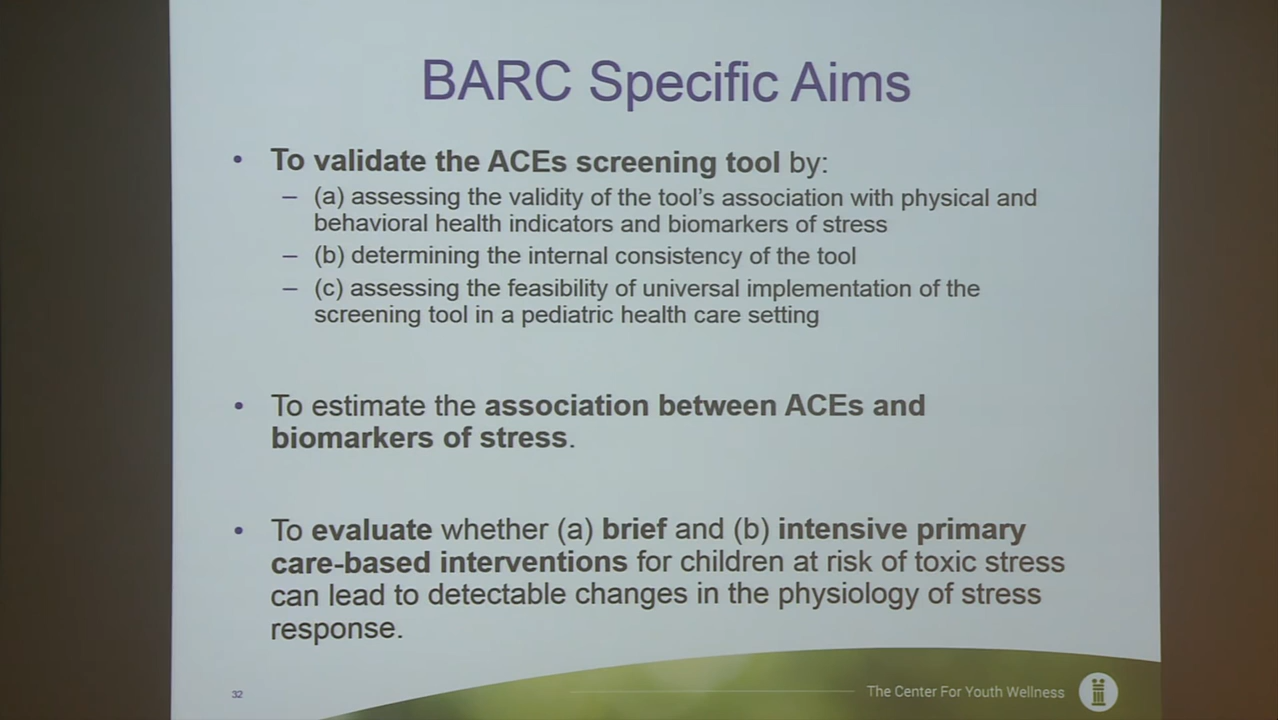 BARC Specific Aims
• To validate the ACEs screening tool by:
– (a) assessing the validity of the tool's association with physical and
behavioral health indicators and biomarkers of stress
– (b) determining the internal consistency of the tool
– (c) assessing the feasibility of universal implementation of the
screening tool in a pediatric health care setting
• To estimate the association between ACEs and
biomarkers of stress.
• To evaluate whether (a) brief and (b) intensive primary
care-based interventions for children at risk of toxic stress
can lead to detectable changes in the physiology of stress
response.
32
The Center For Youth Wellness